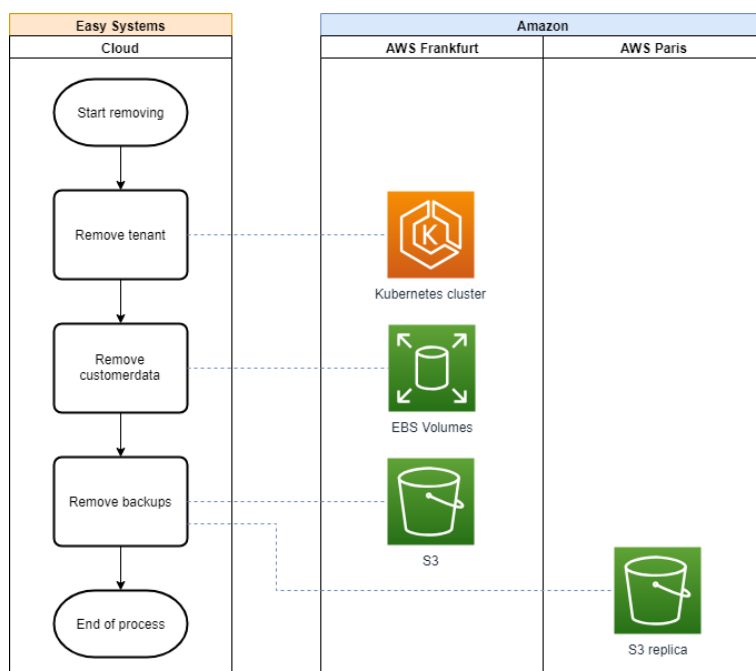 Easy Systems
Amazon
Cloud
AWS Frankfurt
AWS Paris
Start removing
Remove tenant
K
Kubernetes cluster
Remove
customerdata
EBS Volumes
Remove backups
S3
End of process
S3 replica